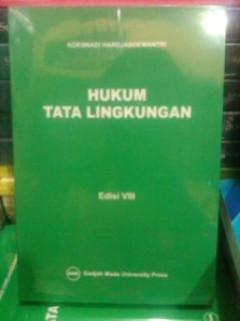 KOESNADI HARDJASOEMANTRI
HUKUM
TATA LINGKUNGAN
Edisi VIII
Gadjah Mada University Press